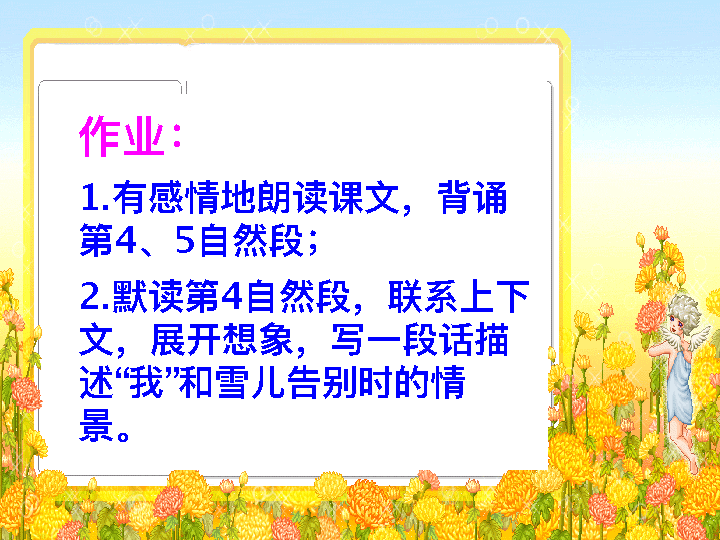 作业：
1.有感情地朗读课文，背诵
第4、5自然段；
2.默读第4自然段，联系上下
文，展开想象，写一段话描
述“我”和雪儿告别时的情
景。